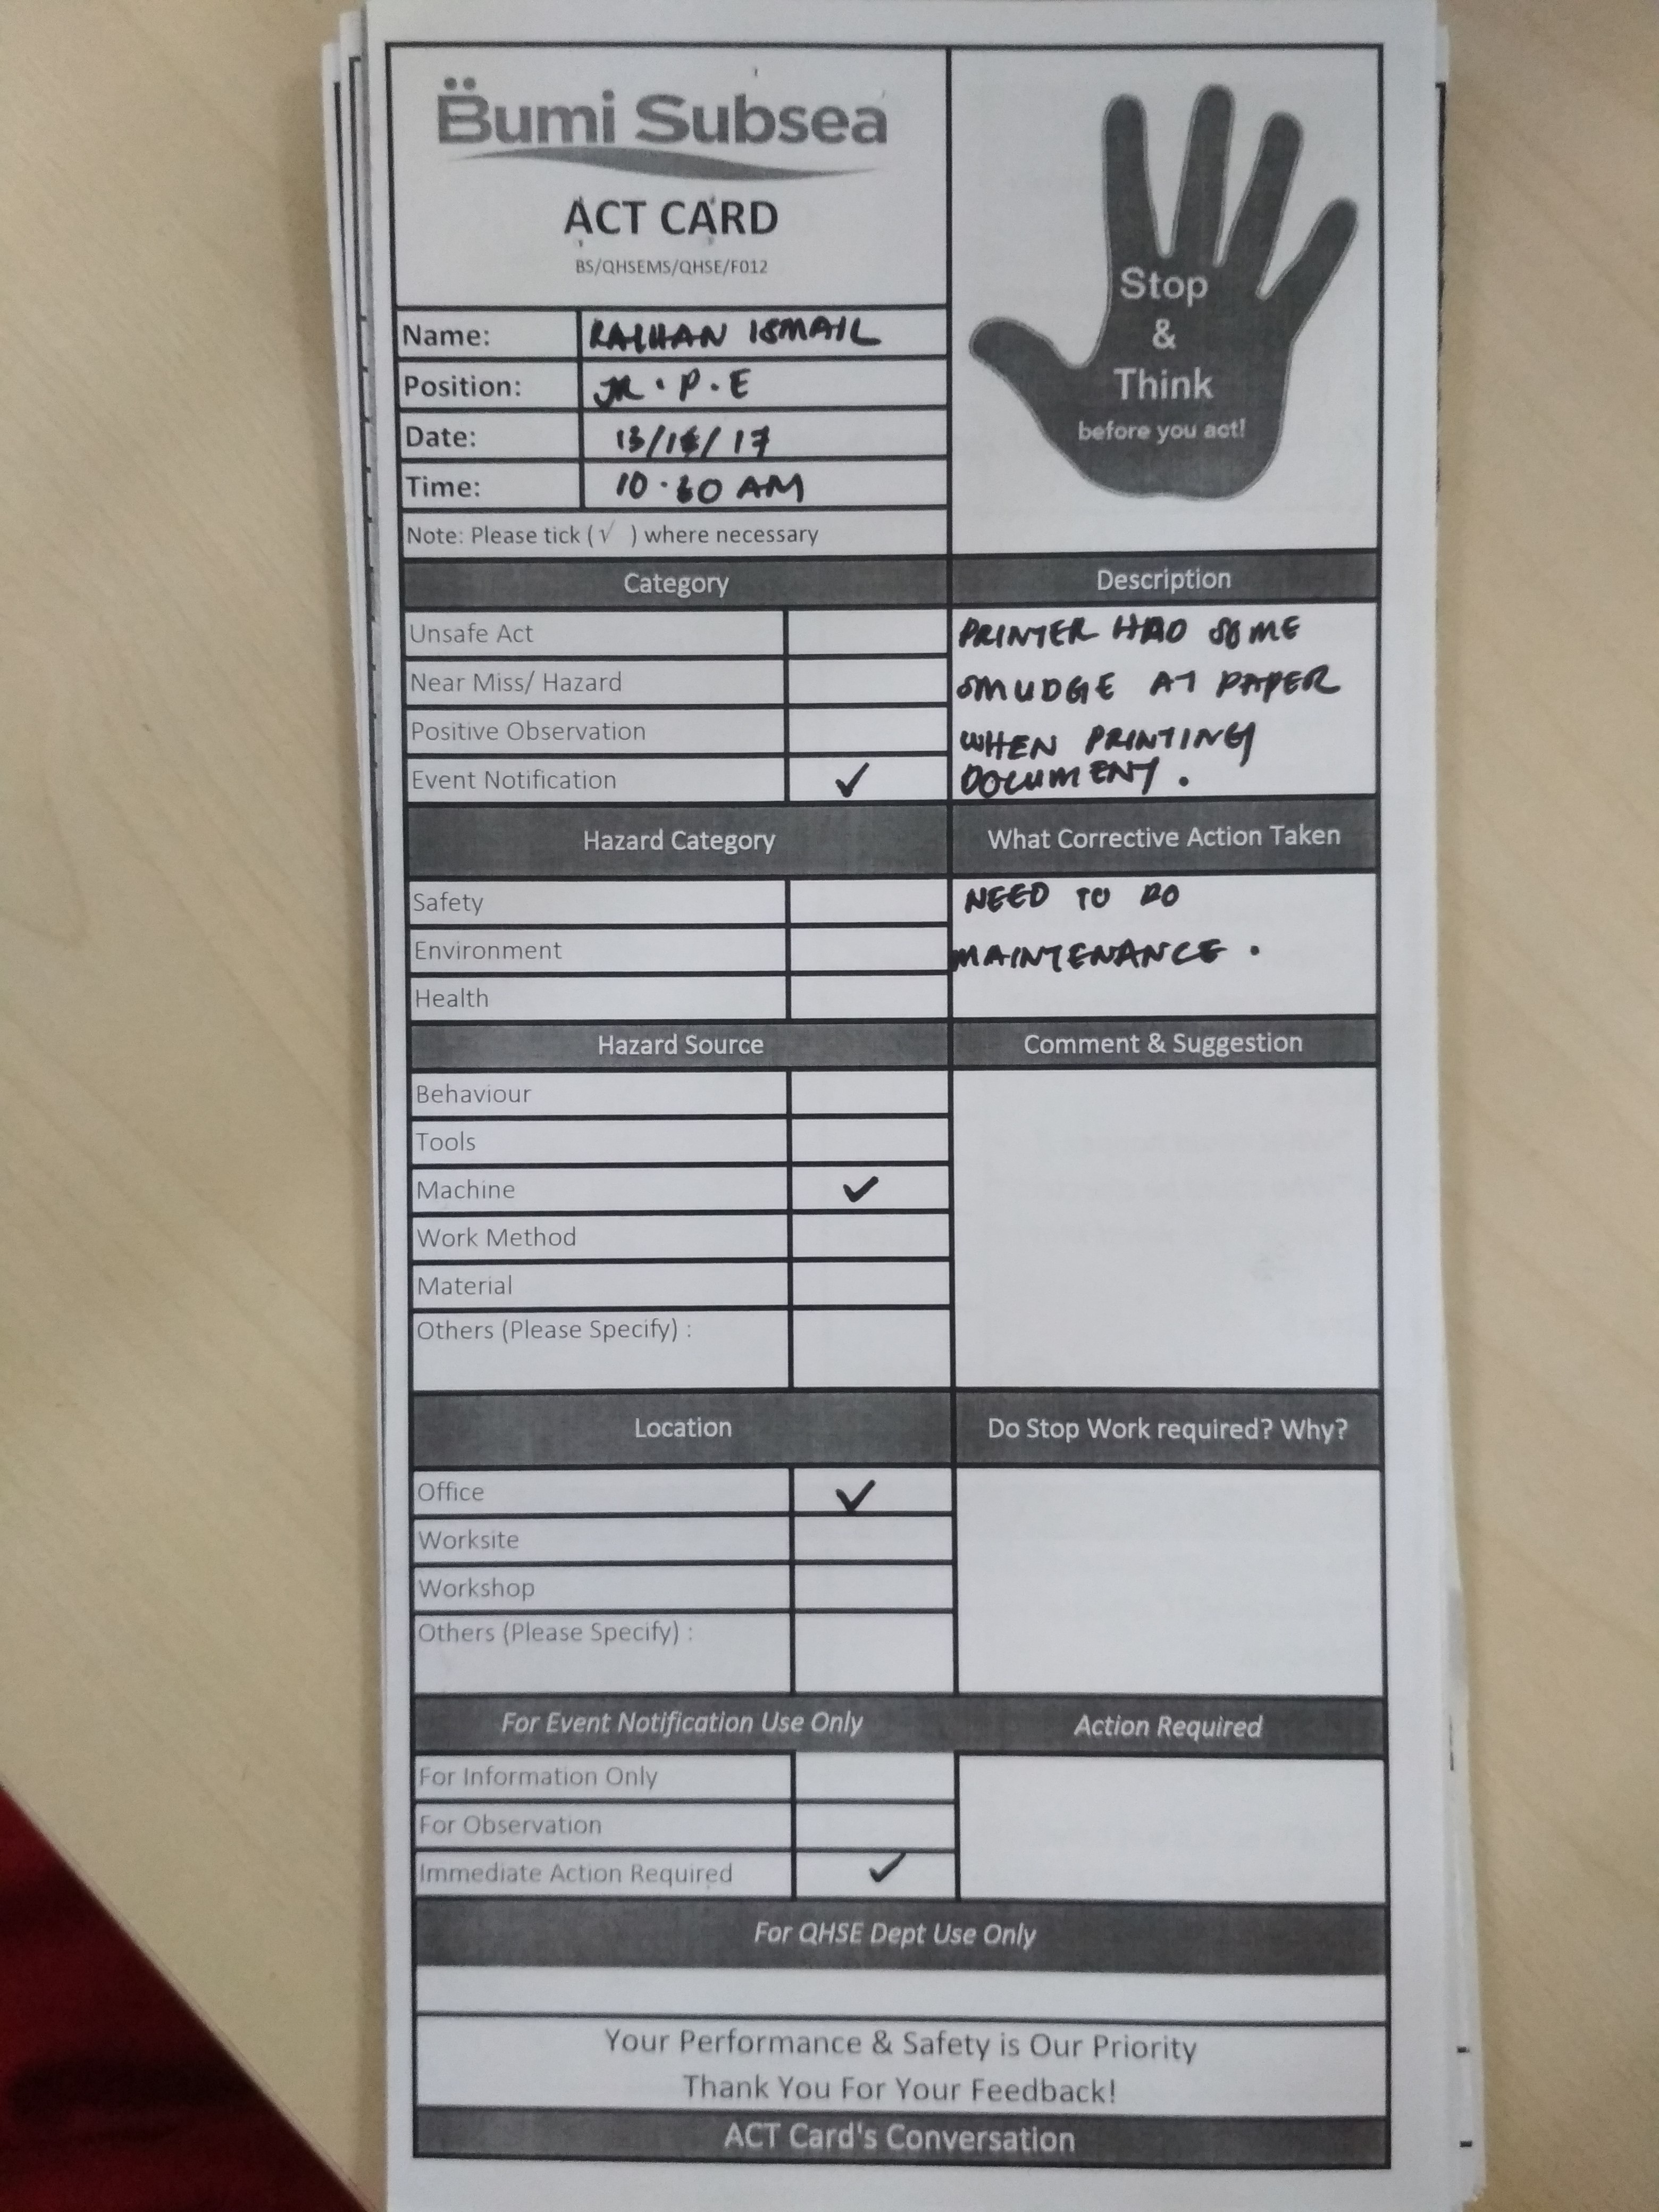 Bumi Subsea
ACT CARD
BS/QHSEMS/QHSE/F012
Stop
&
Think
before you act!
Name: RAIHAN ISMAIL
Position: JR. P. E
Date:
Time: AM
Note: Please tick (√ ) where necessary
Category
Description
Unsafe Act
Near Miss/ Hazard
Positive Observation
Event Notification ✓
PRINTER HAD SOME
SMUDGE AT PAPER
WHEN PRINTING
DOCUMENT.
Hazard Category
What Corrective Action Taken
Safety
Environment
Health
NEED TO DO
MAINTENANCE.
Hazard Source
Comment & Suggestion
Behaviour
Tools
Machine ✓
Work Method
Material
Others (Please Specify) :
Location
Do Stop Work required? Why?
Office ✓
Worksite
Workshop
Others (Please Specify) :
For Event Notification Use Only
Action Required
For Information Only
For Observation
Immediate Action Required ✓
For QHSE Dept Use Only
Your Performance & Safety is Our Priority
Thank You For Your Feedback!
ACT Card's Conversation